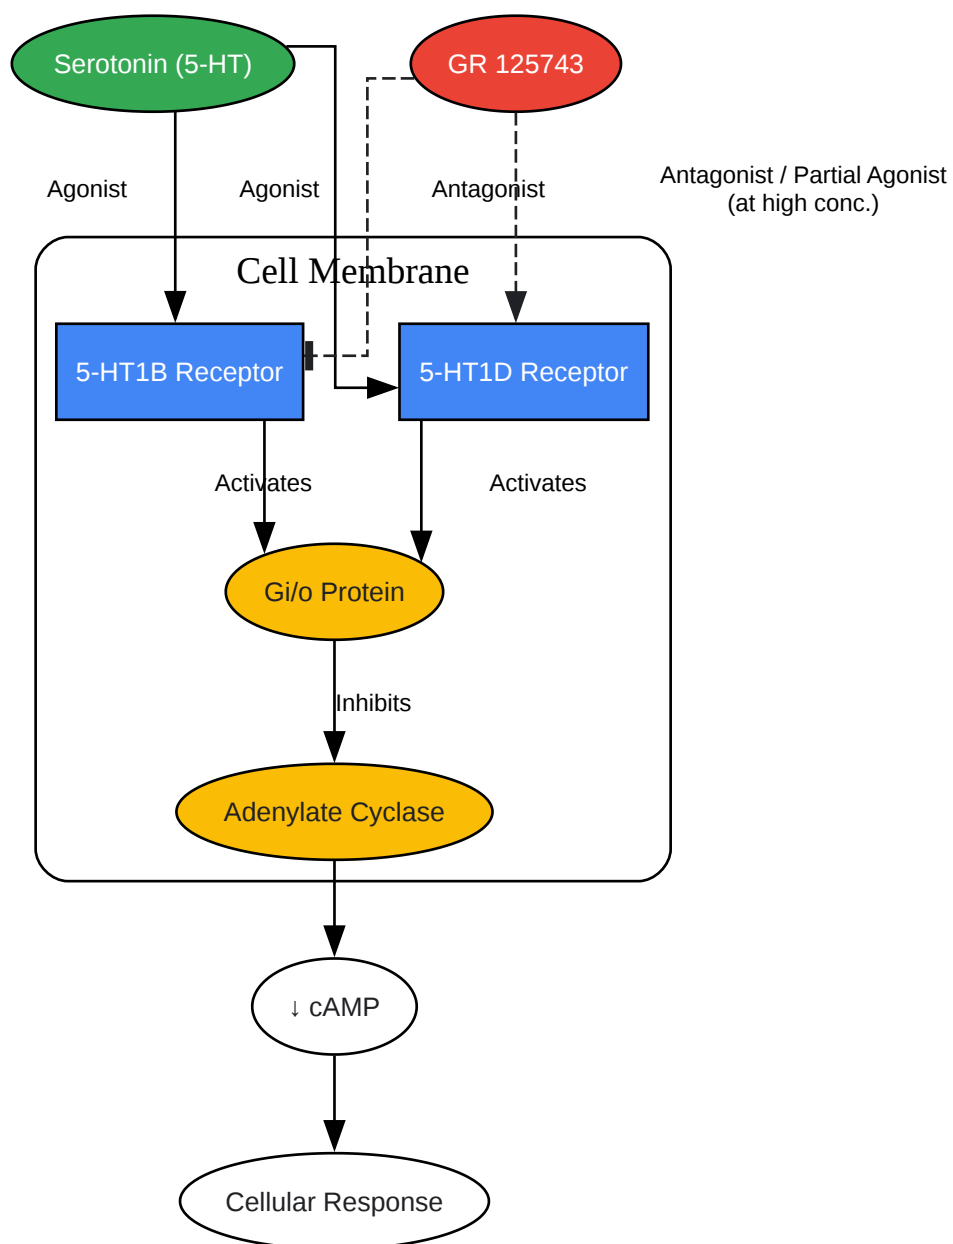 Serotonin (5-HT)
GR 125743
Agonist
Agonist
Antagonist
Antagonist / Partial Agonist
(at high conc.)
Cell Membrane
5-HT1B Receptor
5-HT1D Receptor
Activates
Activates
Gi/o Protein
Inhibits
Adenylate Cyclase
↓ cAMP
Cellular Response